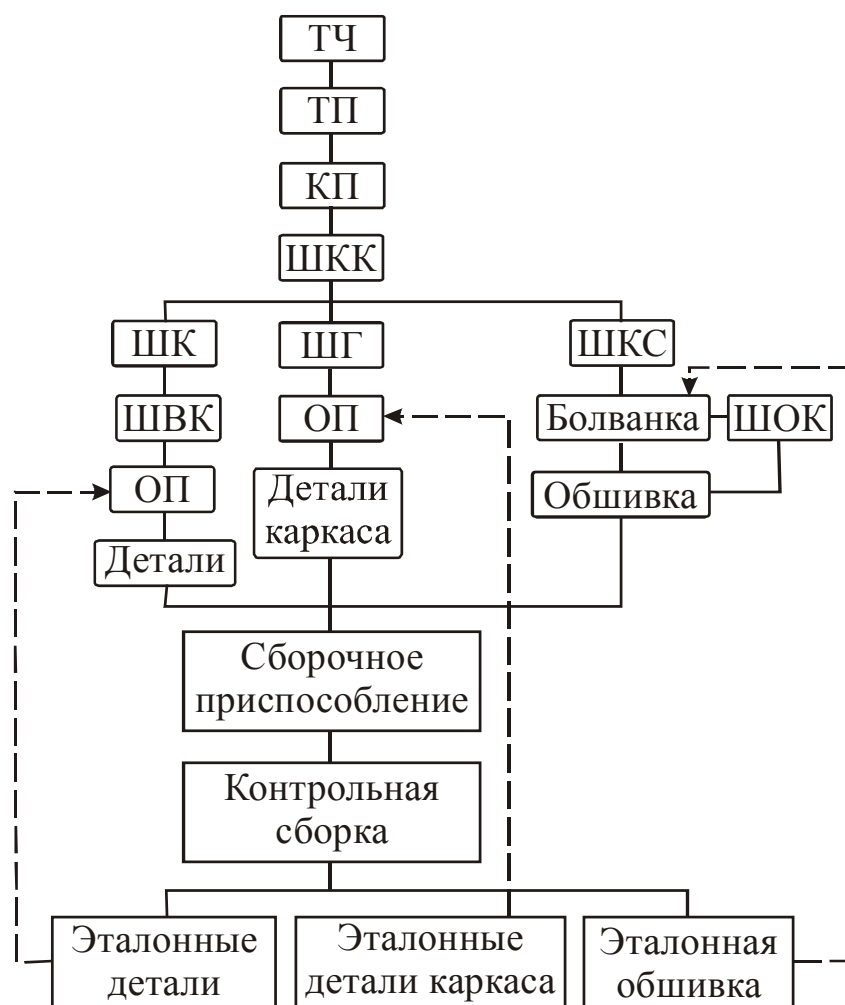 ТЧ
ТП
КП
ШКК
ШК
ШГ
ШКС
ШВК
ОП
Болванка
ШОК
ОП
Детали
каркаса
Обшивка
Детали
Сборочное
приспособление
Контрольная
сборка
Эталонные
детали
Эталонные
детали каркаса
Эталонная
обшивка